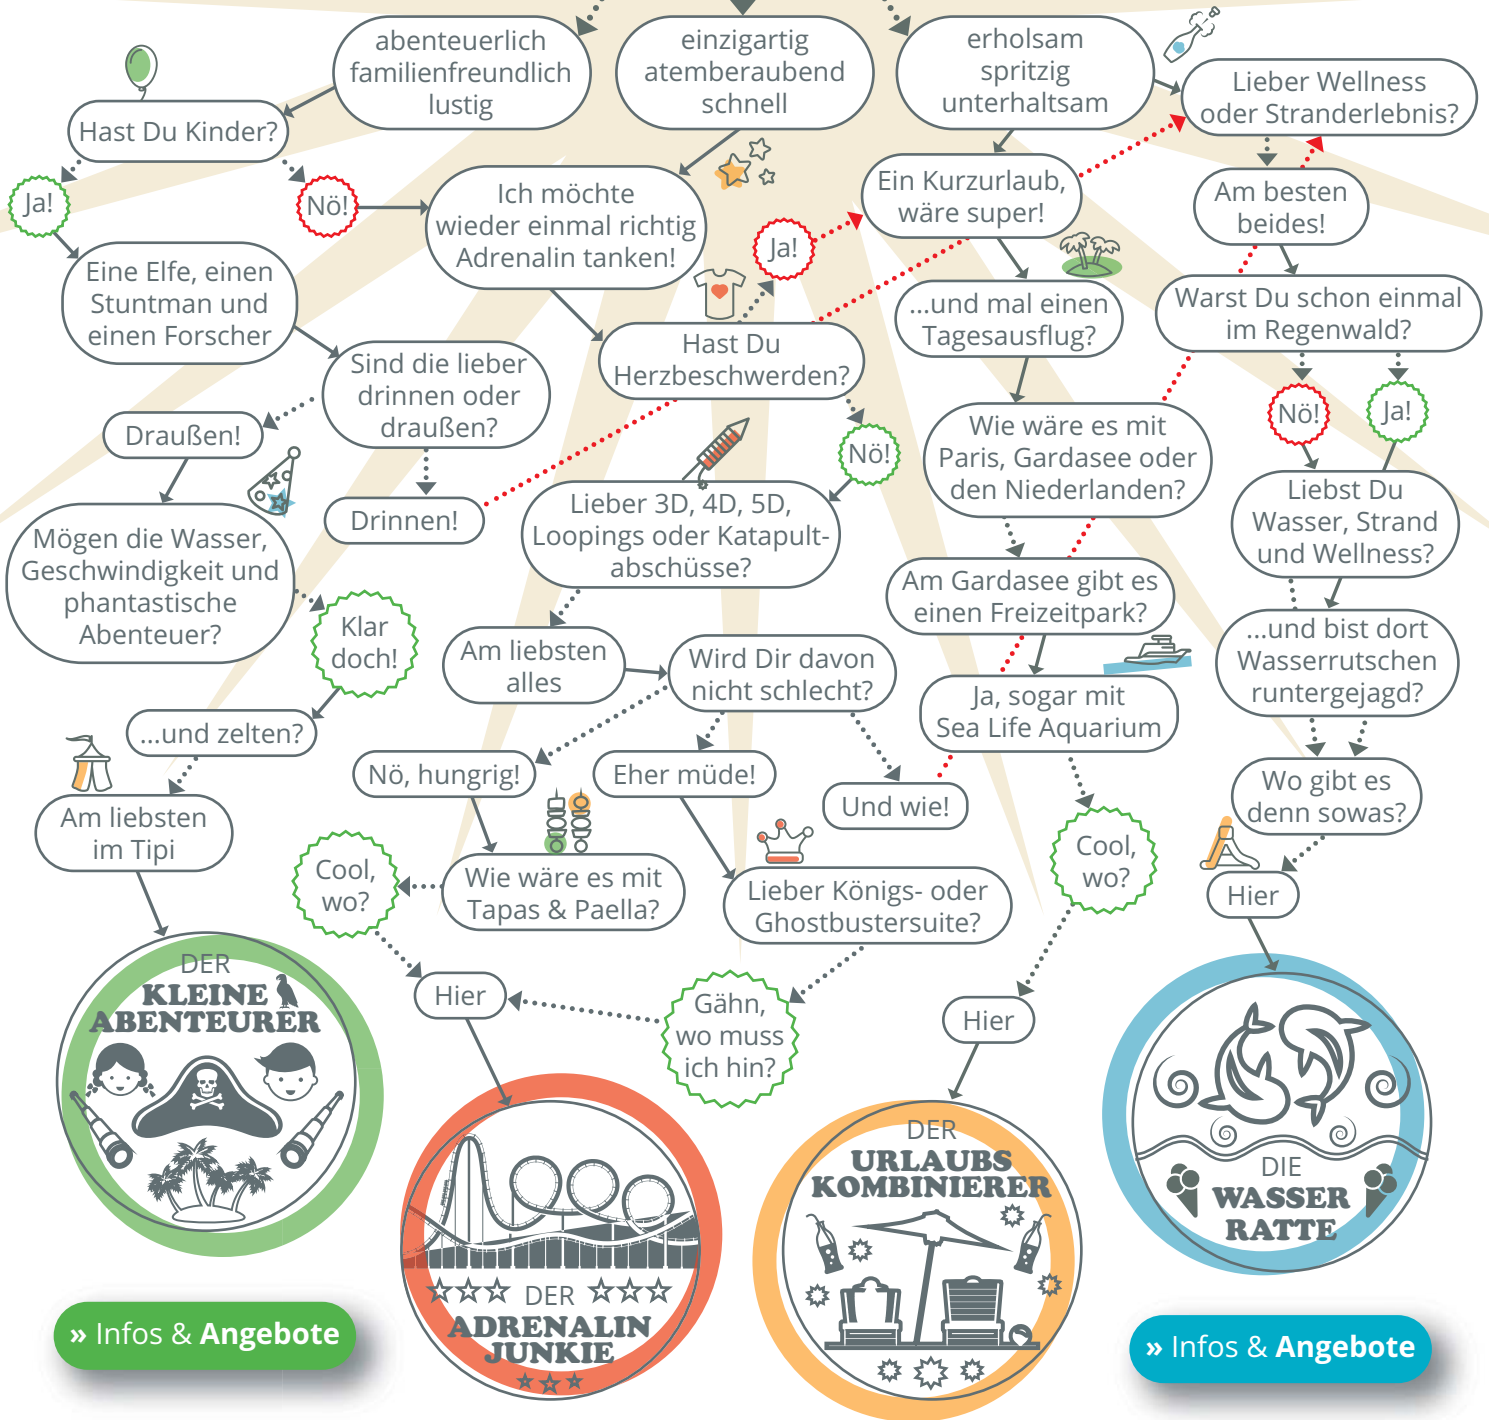 abenteuerlich
familienfreundlich
lustig
einzigartig
atemberaubend
schnell
erholsam
spritzig
unterhaltsam
Lieber Wellness
oder Stranderlebnis?
Hast Du Kinder?
Ja!
Nö!
Ich möchte
wieder einmal richtig
Adrenalin tanken!
Ein Kurzurlaub,
wäre super!
Am besten
beides!
Ja!
Eine Elfe, einen
Stuntman und
einen Forscher
...und mal einen
Tagesausflug?
Warst Du schon einmal
im Regenwald?
Sind die lieber
drinnen oder
draußen?
Hast Du
Herzbeschwerden?
Nö!
Ja!
Draußen!
Nö!
Wie wäre es mit
Paris, Gardasee oder
den Niederlanden?
Drinnen!
Lieber 3D, 4D, 5D,
Loopings oder Katapult-
abschüsse?
Liebst Du
Wasser, Strand
und Wellness?
Mögen die Wasser,
Geschwindigkeit und
phantastische
Abenteuer?
Am Gardasee gibt es
einen Freizeitpark?
Klar
doch!
Am liebsten
alles
Wird Dir davon
nicht schlecht?
...und bist dort
Wasserrutschen
runtergejagd?
Ja, sogar mit
Sea Life Aquarium
...und zelten?
Nö, hungrig!
Eher müde!
Und wie!
Wo gibt es
denn sowas?
Am liebsten
im Tipi
Cool,
wo?
Wie wäre es mit
Tapas & Paella?
Lieber Königs- oder
Ghostbustersuite?
Cool,
wo?
Hier
Hier
Gähn,
wo muss
ich hin?
Hier
DER
KLEINE
ABENTEURER
DER
ADRENALIN
JUNKIE
DER
URLAUBS
KOMBINIERER
DIE
WASSER
RATTE
» Infos & Angebote
» Infos & Angebote